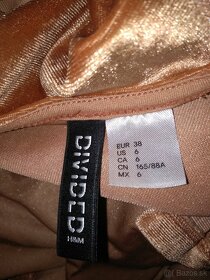 DIVIDED
H&M
EUR 38
US 6
CA 6
CN 165/88A
MX 6
Bazos.sk